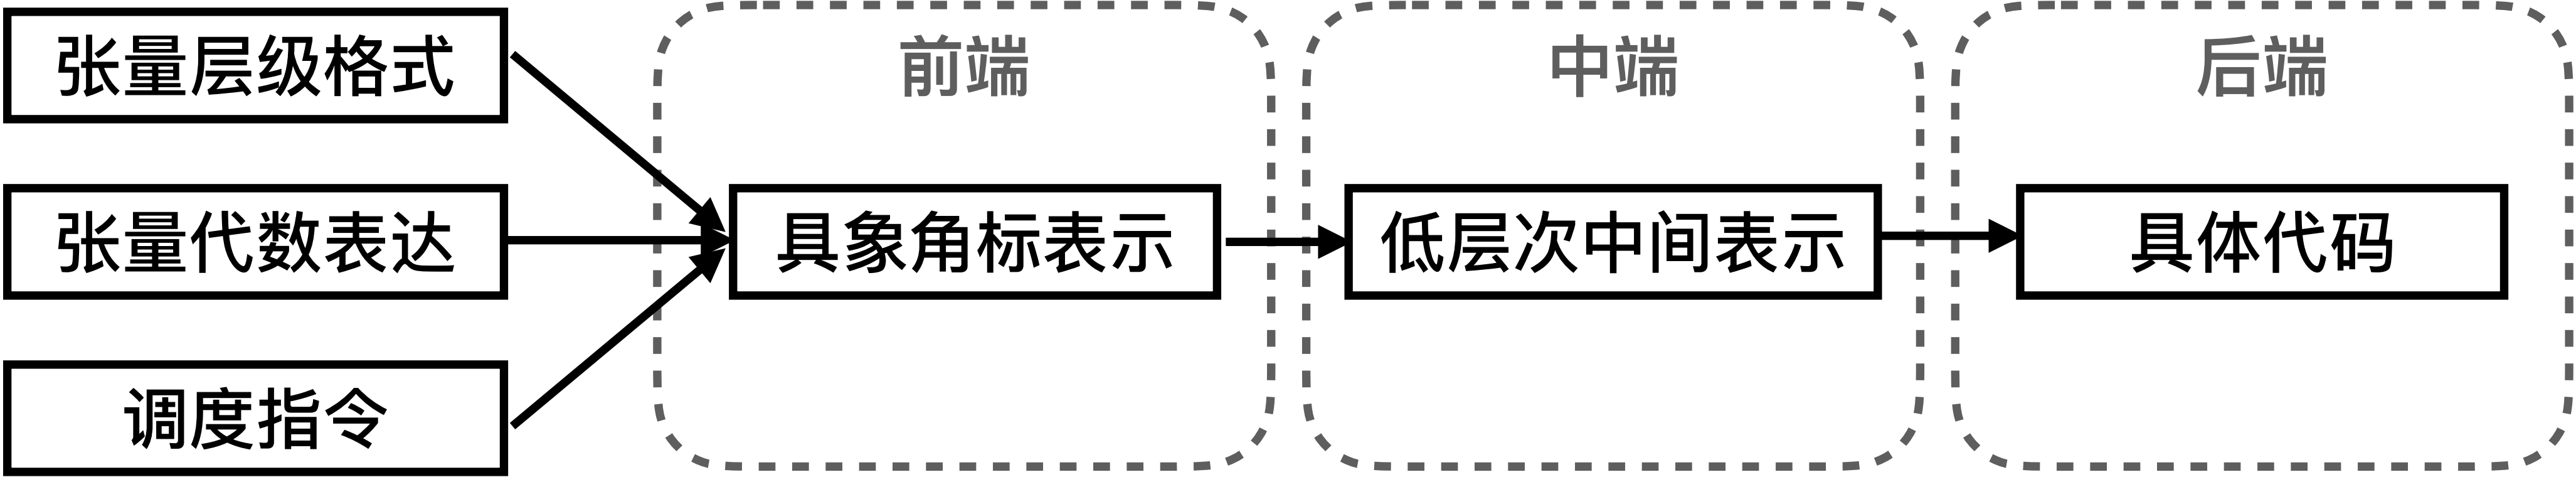 张量层级格式
张量代数表达
调度指令
前端
具象角标表示
中端
低层次中间表示
后端
具体代码